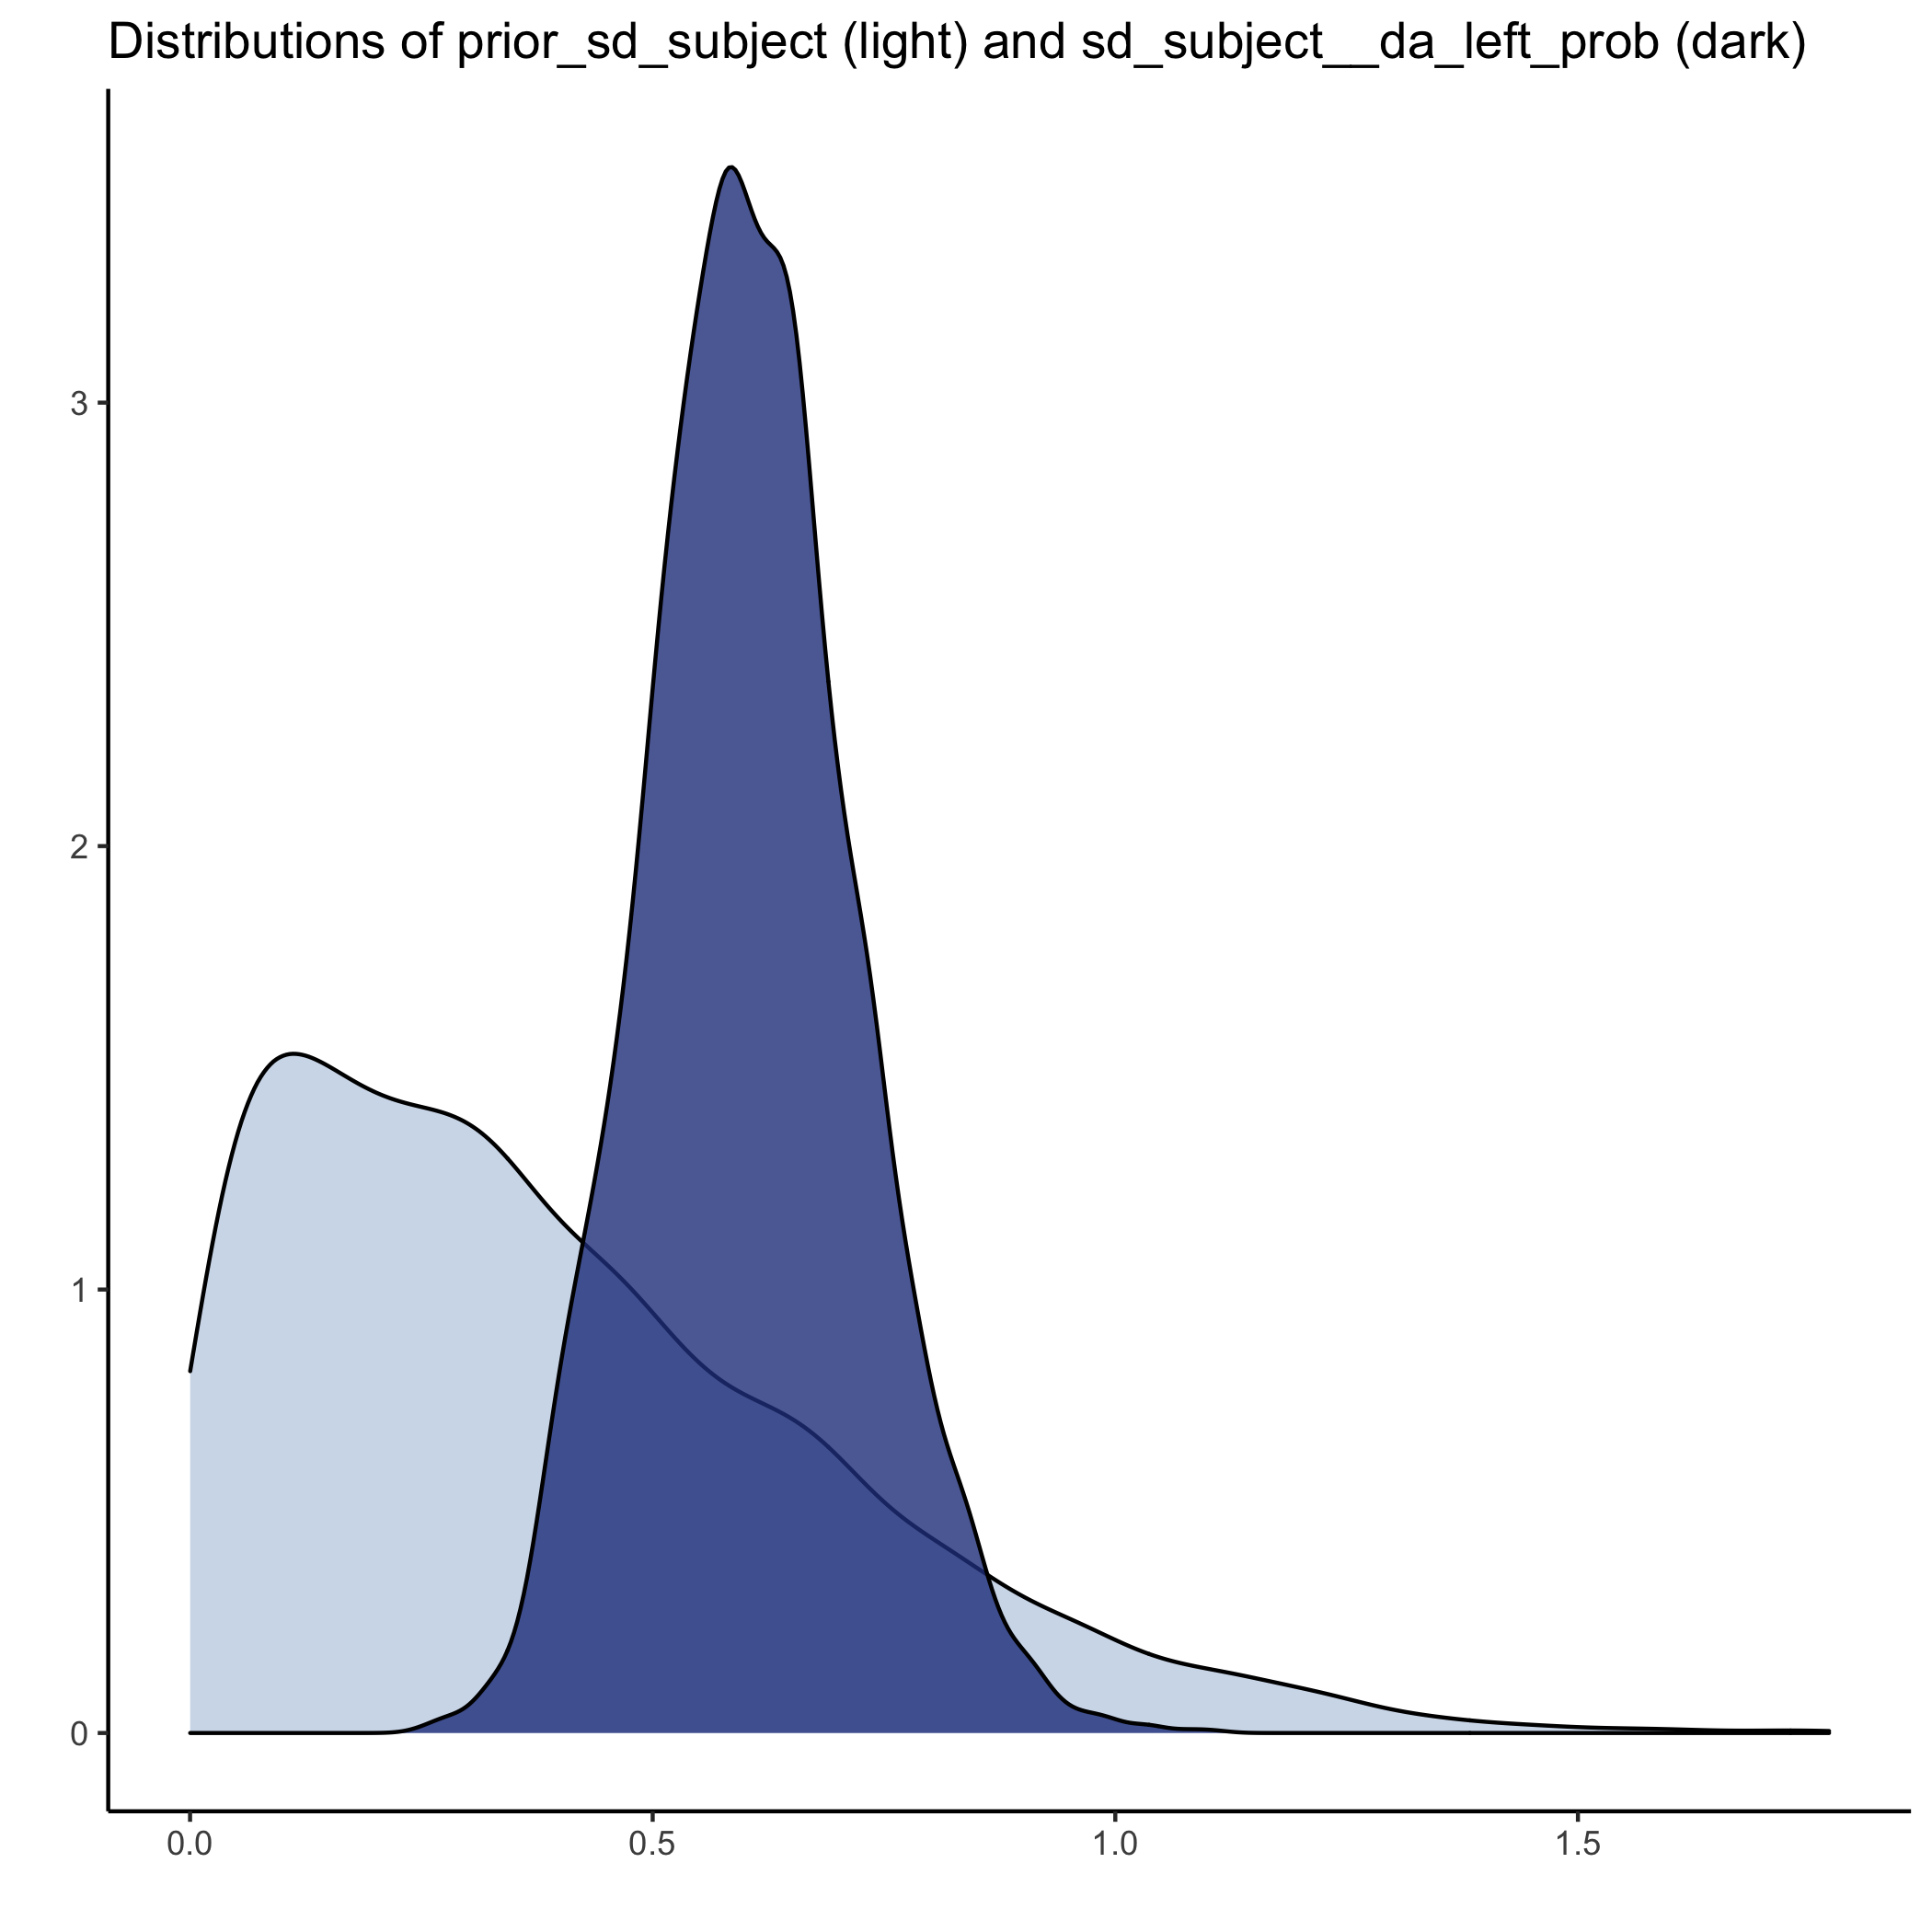 Distributions of prior_sd_subject (light) and sd_subject__da_left_prob (dark)
3
2
1
0
0.0 0.5 1.0 1.5